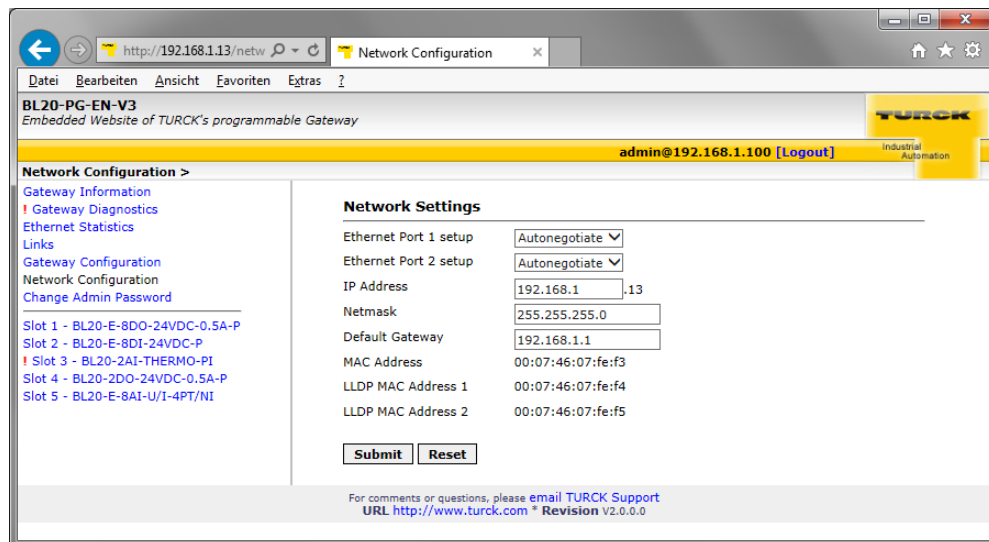 http://192.168.1.13/netw
Network Configuration
Datei Bearbeiten Ansicht Favoriten Extras ?
BL20-PG-EN-V3
Embedded Website of TURCK's programmable Gateway
TURCK
Industrial
Automation
admin@192.168.1.100 [Logout]
Network Configuration >
Gateway Information
! Gateway Diagnostics
Ethernet Statistics
Links
Gateway Configuration
Network Configuration
Change Admin Password
Slot 1 - BL20-E-8DO-24VDC-0.5A-P
Slot 2 - BL20-E-8DI-24VDC-P
! Slot 3 - BL20-2AI-THERMO-PI
Slot 4 - BL20-2DO-24VDC-0.5A-P
Slot 5 - BL20-E-8AI-U/I-4PT/NI
Network Settings
Ethernet Port 1 setup Autonegotiate
Ethernet Port 2 setup Autonegotiate
IP Address 192.168.1 .13
Netmask 255.255.255.0
Default Gateway 192.168.1.1
MAC Address 00:07:46:07:fe:f3
LLDP MAC Address 1 00:07:46:07:fe:f4
LLDP MAC Address 2 00:07:46:07:fe:f5
Submit Reset
For comments or questions, please email TURCK Support
URL http://www.turck.com * Revision V2.0.0.0